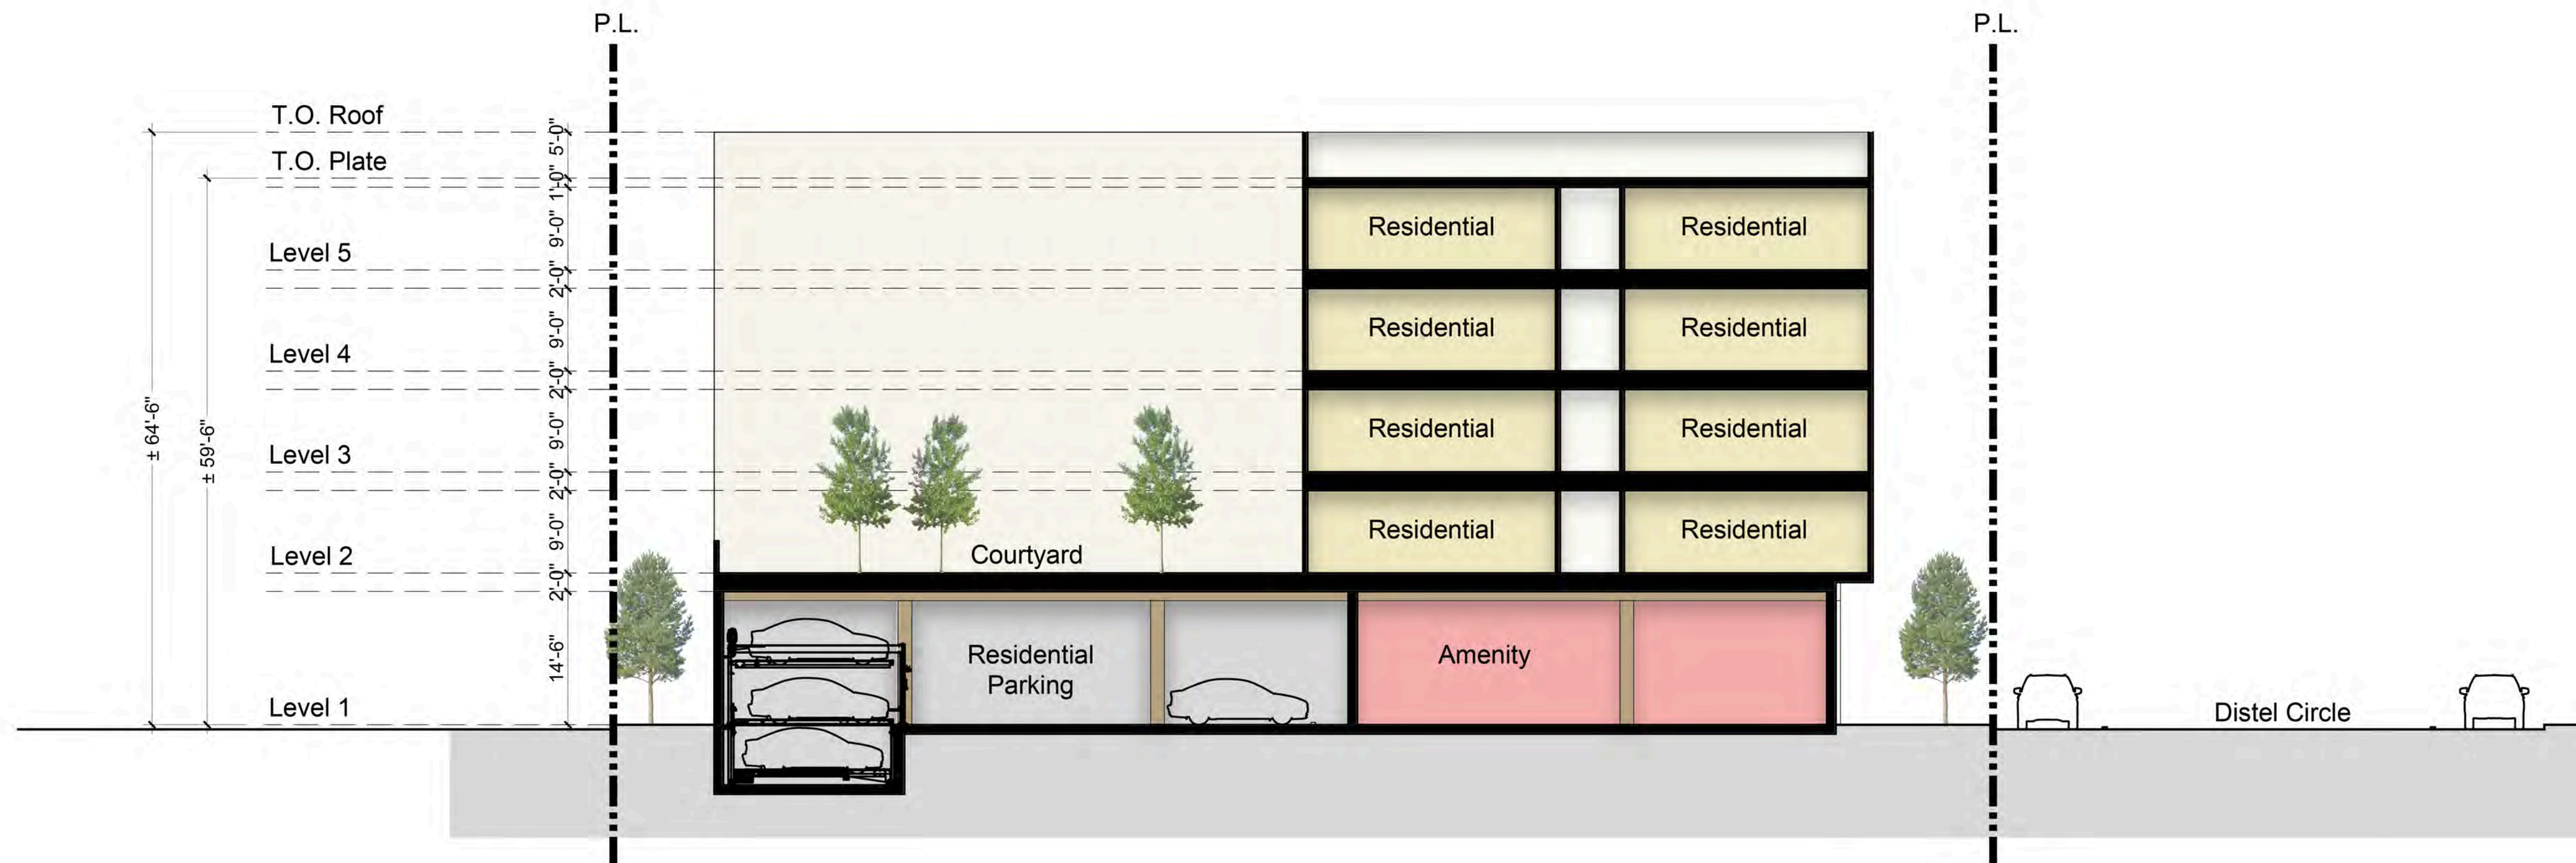 P.L.
P.L.
T.O. Roof
5'-0"
T.O. Plate
1'-0"
9'-0"
Residential
Residential
Level 5
2'-0"
9'-0"
Residential
Residential
Level 4
2'-0"
± 64'-6"
± 59'-6"
9'-0"
Residential
Residential
Level 3
2'-0"
9'-0"
Residential
Residential
Level 2
Courtyard
2'-0"
14'-6"
Residential
Parking
Amenity
Level 1
Distel Circle